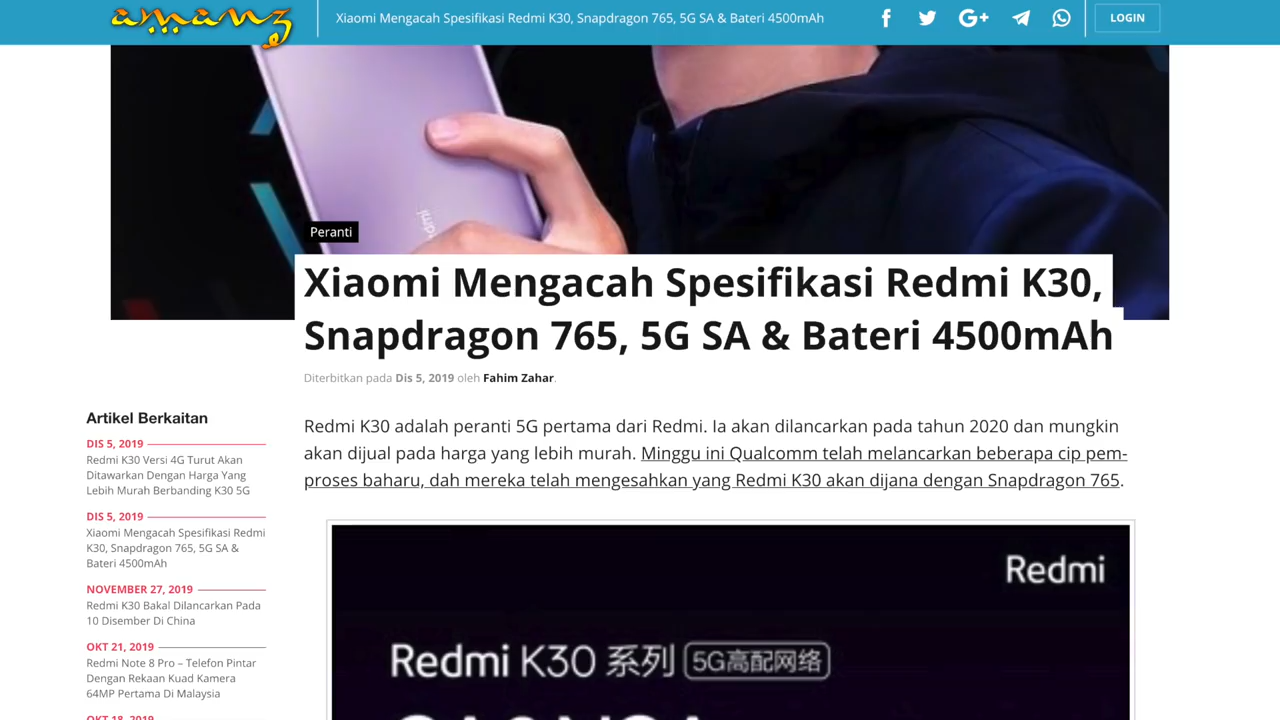 amanz
Xiaomi Mengacah Spesifikasi Redmi K30, Snapdragon 765, 5G SA & Bateri 4500mAh
LOGIN
Peranti
Xiaomi Mengacah Spesifikasi Redmi K30,
Snapdragon 765, 5G SA & Bateri 4500mAh
Diterbitkan pada Dis 5, 2019 oleh Fahim Zahar.
Artikel Berkaitan
DIS 5, 2019
Redmi K30 Versi 4G Turut Akan
Ditawarkan Dengan Harga Yang
Lebih Murah Berbanding K30 5G
DIS 5, 2019
Xiaomi Mengacah Spesifikasi Redmi
K30, Snapdragon 765, 5G SA &
Bateri 4500mAh
NOVEMBER 27, 2019
Redmi K30 Bakal Dilancarkan Pada
10 Disember Di China
OKT 21, 2019
Redmi Note 8 Pro – Telefon Pintar
Dengan Rekaan Kuad Kamera
64MP Pertama Di Malaysia
OKT 18, 2019
Redmi K30 adalah peranti 5G pertama dari Redmi. Ia akan dilancarkan pada tahun 2020 dan mungkin
akan dijual pada harga yang lebih murah. Minggu ini Qualcomm telah melancarkan beberapa cip pem-
proses baharu, dah mereka telah mengesahkan yang Redmi K30 akan dijana dengan Snapdragon 765.
Redmi
Redmi K30 系列 5G高配网络